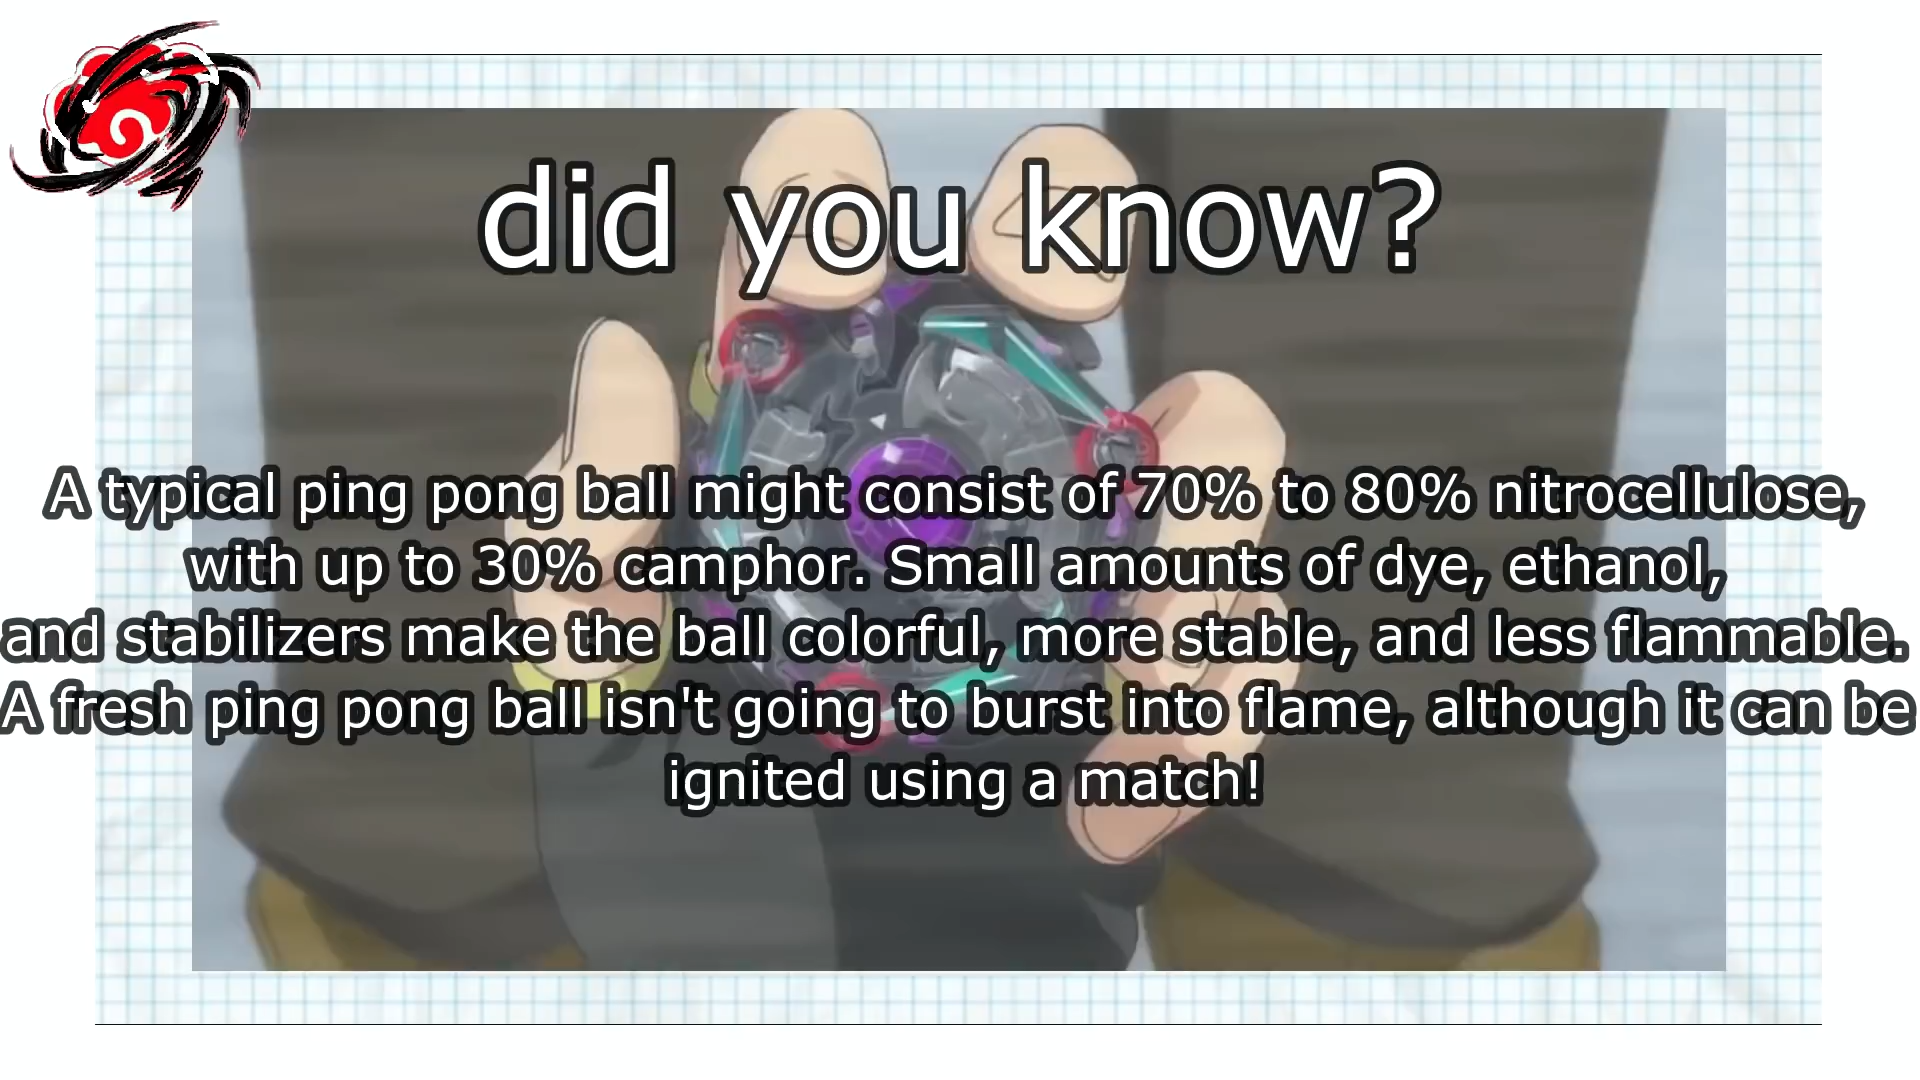 did you know?
A typical ping pong ball might consist of 70% to 80% nitrocellulose,
with up to 30% camphor. Small amounts of dye, ethanol,
and stabilizers make the ball colorful, more stable, and less flammable.
A fresh ping pong ball isn't going to burst into flame, although it can be
ignited using a match!